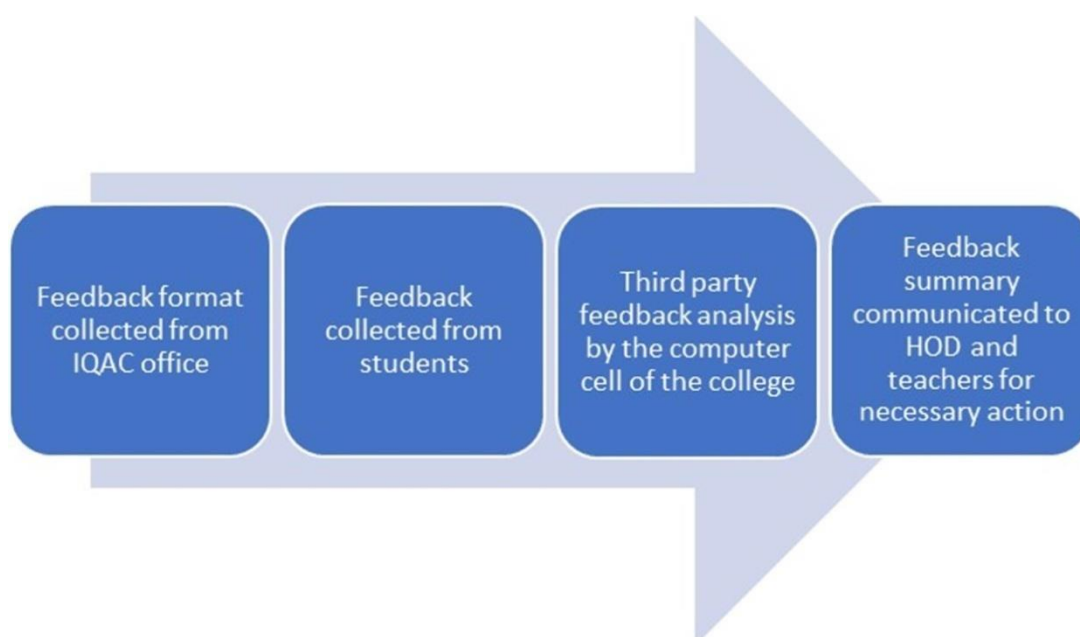 Feedback format
collected from
IQAC office
Feedback
collected from
students
Third party
feedback analysis
by the computer
cell of the college
Feedback
summary
communicated to
HOD and
teachers for
necessary action